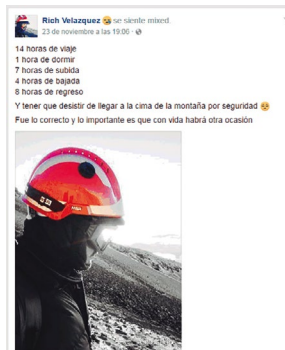 Rich Velazquez se siente mixed.
23 de noviembre a las 19:06 ·
14 horas de viaje
1 hora de dormir
7 horas de subida
4 horas de bajada
8 horas de regreso
Y tener que desistir de llegar a la cima de la montaña por seguridad
Fue lo correcto y lo importante es que con vida habrá otra ocasión